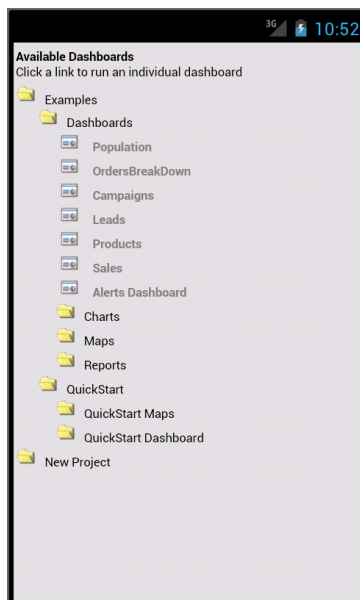 3G 10:52
Available Dashboards
Click a link to run an individual dashboard
Examples
Dashboards
Population
OrdersBreakDown
Campaigns
Leads
Products
Sales
Alerts Dashboard
Charts
Maps
Reports
QuickStart
QuickStart Maps
QuickStart Dashboard
New Project